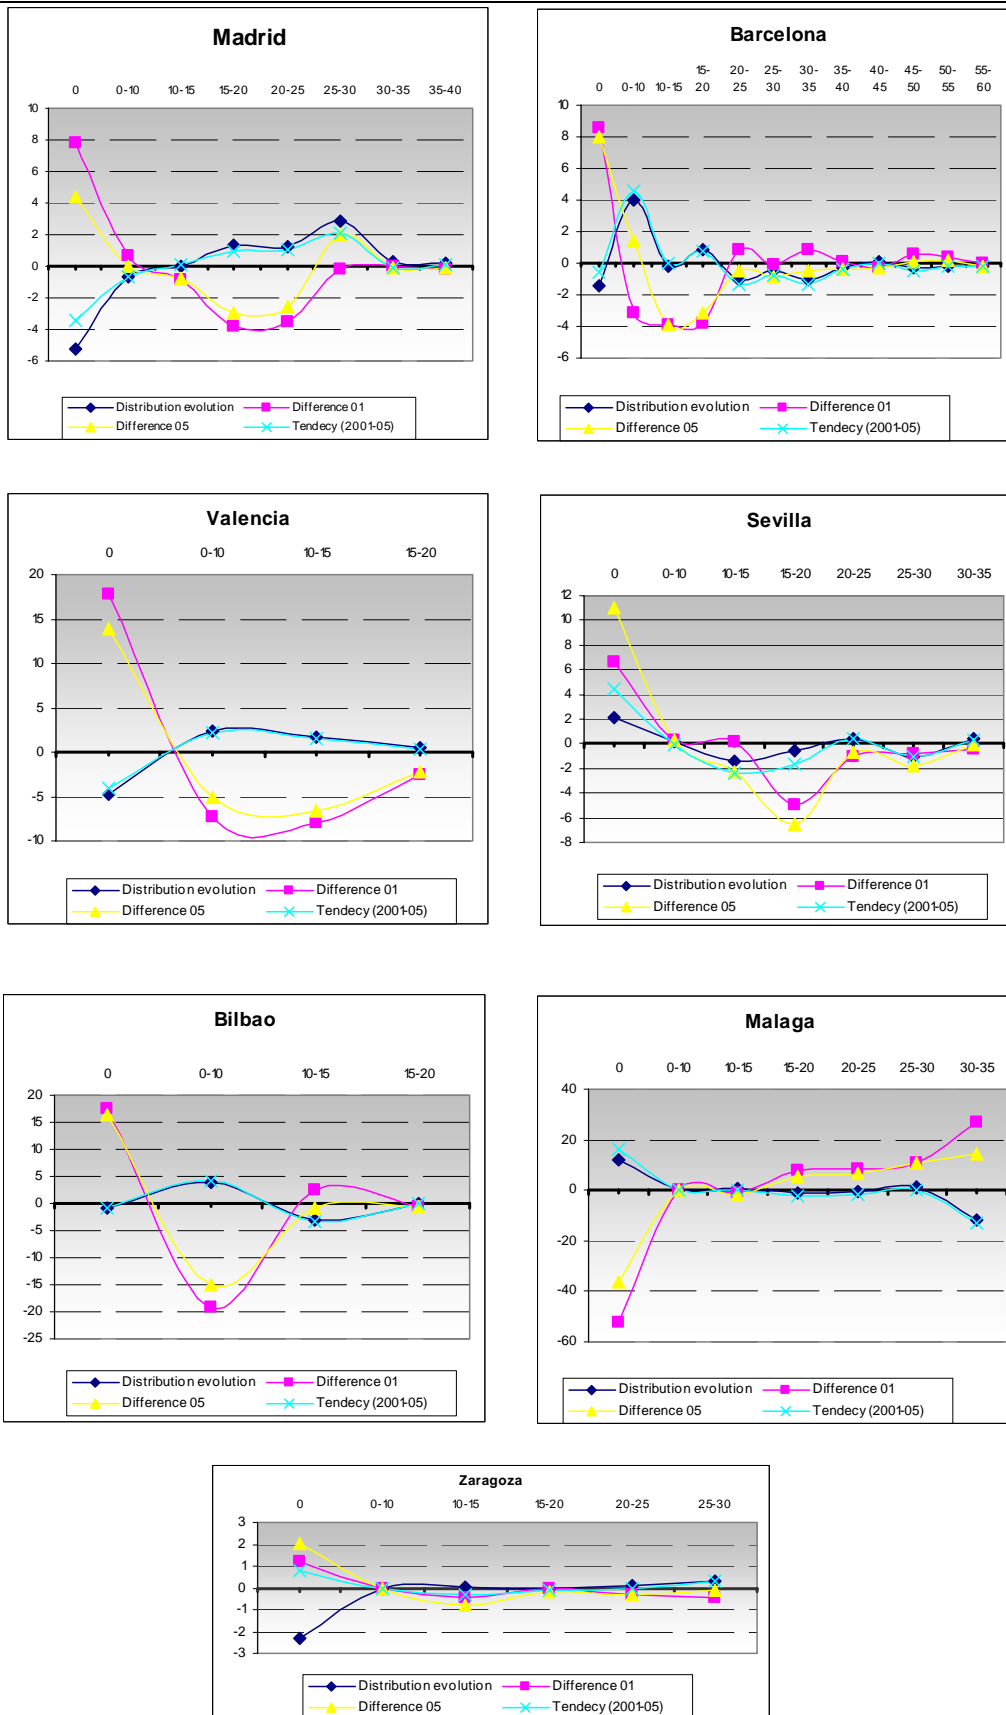 Madrid
0 0-10 10-15 15-20 20-25 25-30 30-35 35-40
10
8
6
4
2
0
-2
-4
-6
Distribution evolution Difference 01
Difference 05 Tendecy (2001-05)
Barcelona
0 0-10 10-15 15-20 20-25 25-30 30-35 35-40 40-45 45-50 50-55 55-60
10
8
6
4
2
0
-2
-4
-6
Distribution evolution Difference 01
Difference 05 Tendecy (2001-05)
Valencia
0 0-10 10-15 15-20
20
15
10
5
0
-5
-10
Distribution evolution Difference 01
Difference 05 Tendecy (2001-05)
Sevilla
0 0-10 10-15 15-20 20-25 25-30 30-35
12
10
8
6
4
2
0
-2
-4
-6
-8
Distribution evolution Difference 01
Difference 05 Tendecy (2001-05)
Bilbao
0 0-10 10-15 15-20
20
15
10
5
0
-5
-10
-15
-20
-25
Distribution evolution Difference 01
Difference 05 Tendecy (2001-05)
Malaga
0 0-10 10-15 15-20 20-25 25-30 30-35
40
20
0
-20
-40
-60
Distribution evolution Difference 01
Difference 05 Tendecy (2001-05)
Zaragoza
0 0-10 10-15 15-20 20-25 25-30
3
2
1
0
-1
-2
-3
Distribution evolution Difference 01
Difference 05 Tendecy (2001-05)